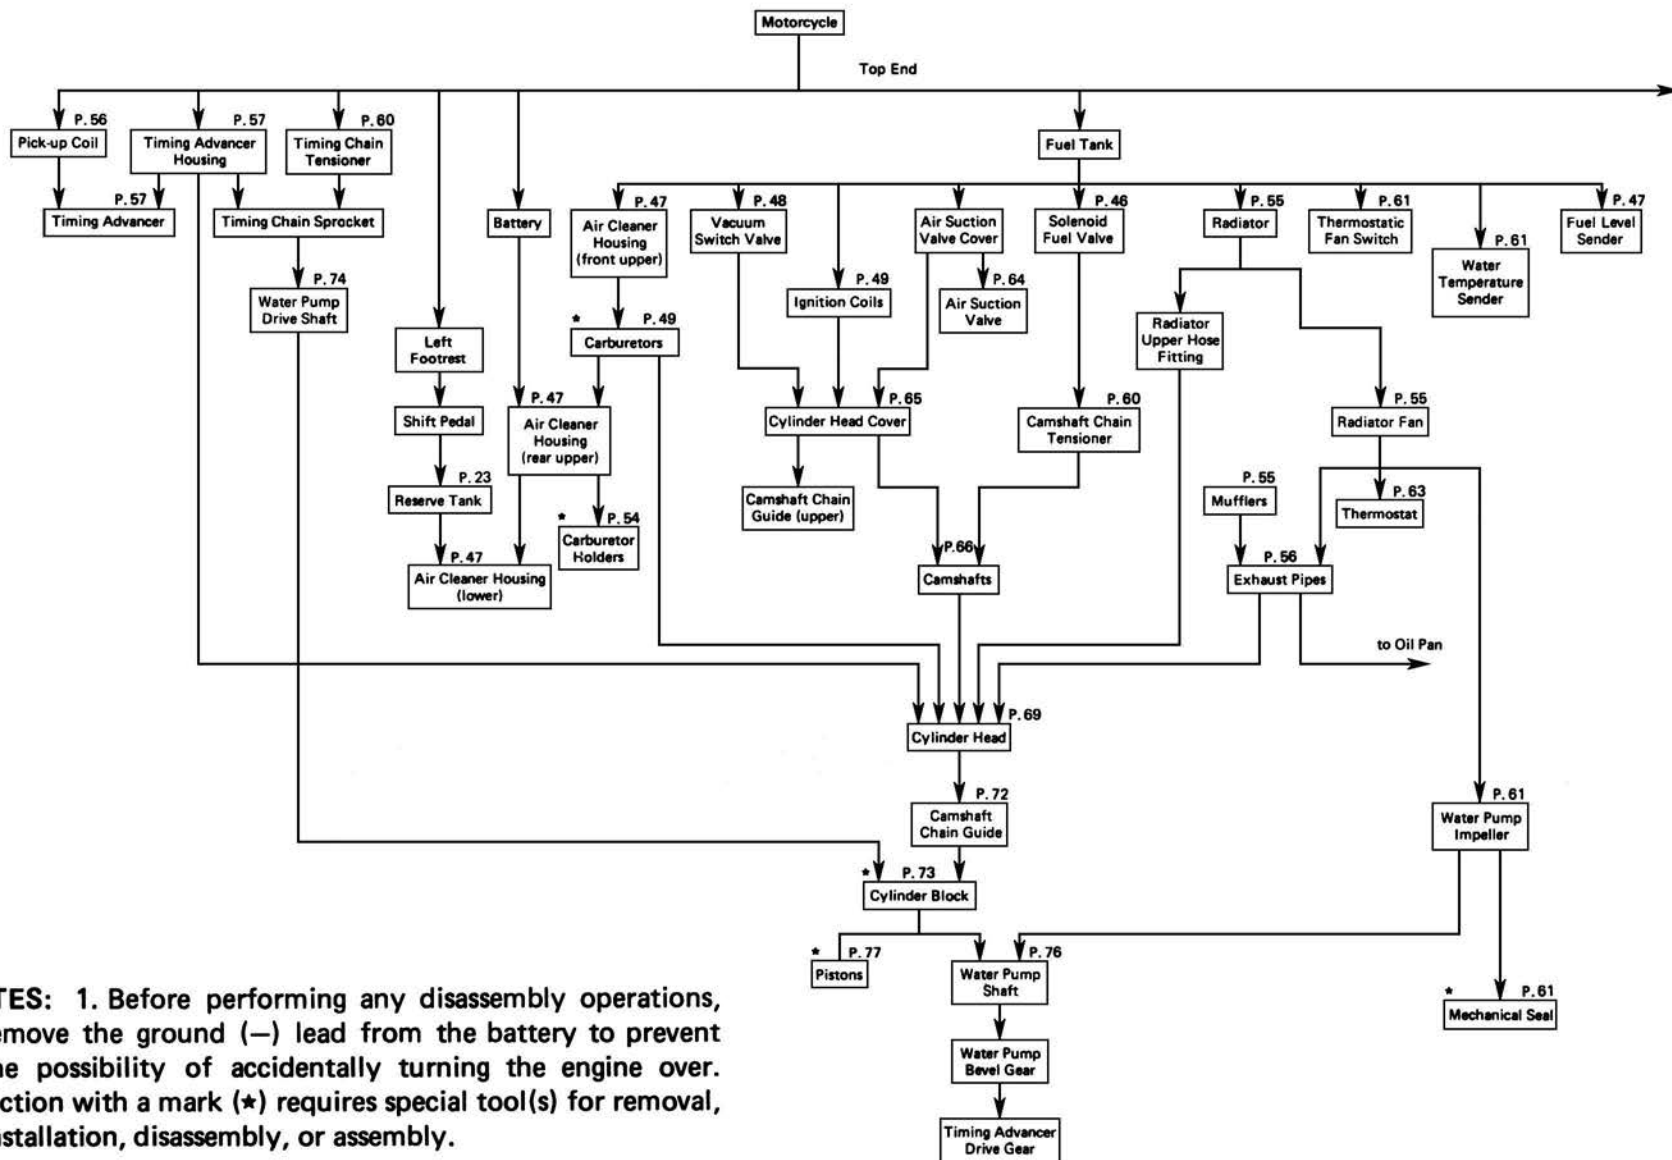 Motorcycle
Top End
P. 56
Pick-up Coil
P. 57
Timing Advancer
Housing
P. 60
Timing Chain
Tensioner
Fuel Tank
P. 57
Timing Advancer
Timing Chain Sprocket
Battery
P. 47
Air Cleaner
Housing
(front upper)
P. 48
Vacuum
Switch Valve
Air Suction
Valve Cover
P. 46
Solenoid
Fuel Valve
P. 55
Radiator
P. 61
Thermostatic
Fan Switch
P. 61
Water
Temperature
Sender
P. 47
Fuel Level
Sender
P. 74
Water Pump
Drive Shaft
P. 49
Ignition Coils
P. 64
Air Suction
Valve
Radiator
Upper Hose
Fitting
Left
Footrest
* P. 49
Carburetors
Shift Pedal
P. 47
Air Cleaner
Housing
(rear upper)
P. 65
Cylinder Head Cover
P. 60
Camshaft Chain
Tensioner
P. 55
Radiator Fan
P. 23
Reserve Tank
Camshaft Chain
Guide (upper)
P. 55
Mufflers
P. 63
Thermostat
* P. 54
Carburetor
Holders
P. 47
Air Cleaner Housing
(lower)
P. 66
Camshafts
P. 56
Exhaust Pipes
to Oil Pan
P. 69
Cylinder Head
P. 72
Camshaft
Chain Guide
P. 61
Water Pump
Impeller
* P. 73
Cylinder Block
* P. 77
Pistons
P. 76
Water Pump
Shaft
* P. 61
Mechanical Seal
Water Pump
Bevel Gear
Timing Advancer
Drive Gear
TES: 1. Before performing any disassembly operations,
emove the ground (−) lead from the battery to prevent
ne possibility of accidentally turning the engine over.
ction with a mark (★) requires special tool(s) for removal,
nstallation, disassembly, or assembly.